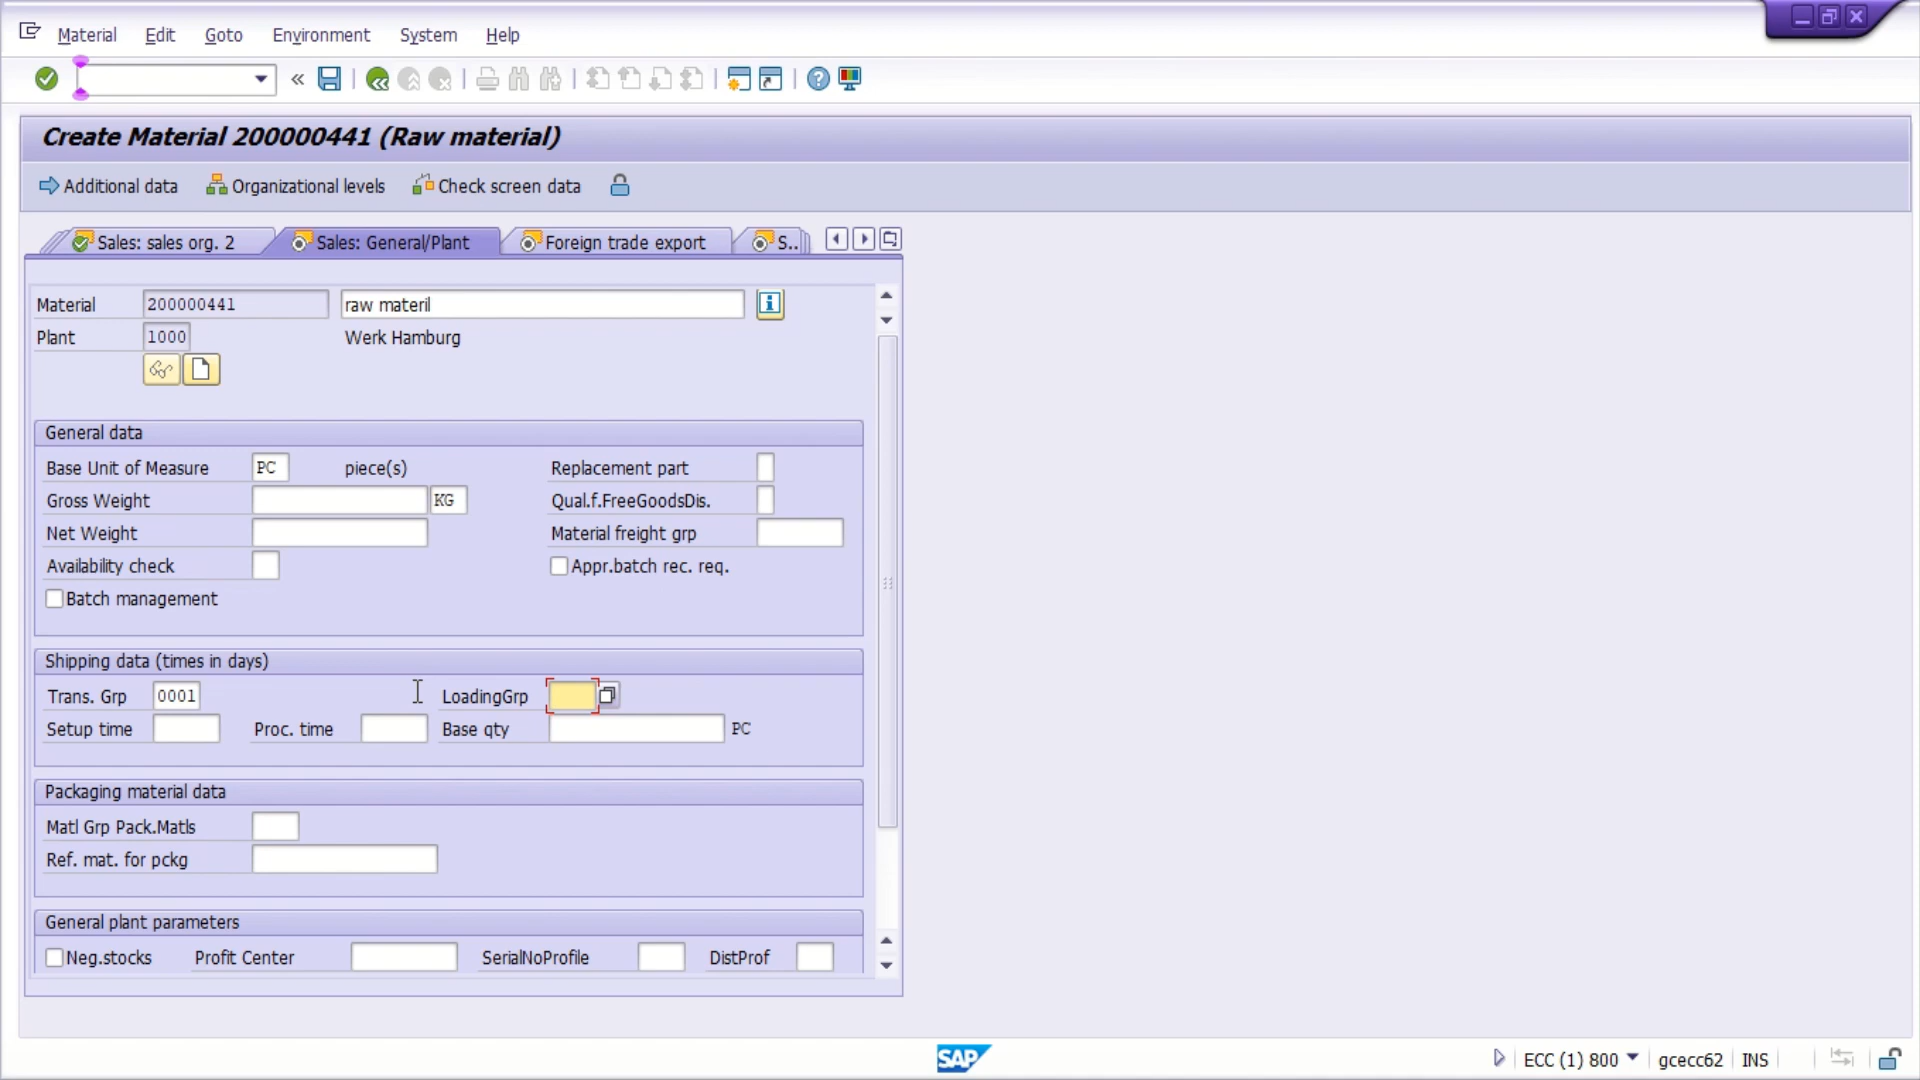 Material Edit Goto Environment System Help
Create Material 200000441 (Raw material)
Additional data Organizational levels Check screen data
Sales: sales org. 2 Sales: General/Plant Foreign trade export S..
Material 200000441 raw materil
Plant 1000 Werk Hamburg
General data
Base Unit of Measure PC piece(s) Replacement part
Gross Weight KG Qual.f.FreeGoodsDis.
Net Weight Material freight grp
Availability check Appr.batch rec. req.
Batch management
Shipping data (times in days)
Trans. Grp 0001 LoadingGrp
Setup time Proc. time Base qty PC
Packaging material data
Matl Grp Pack.Matls
Ref. mat. for pckg
General plant parameters
Neg.stocks Profit Center SerialNoProfile DistProf
SAP ECC (1) 800 gcecc62 INS